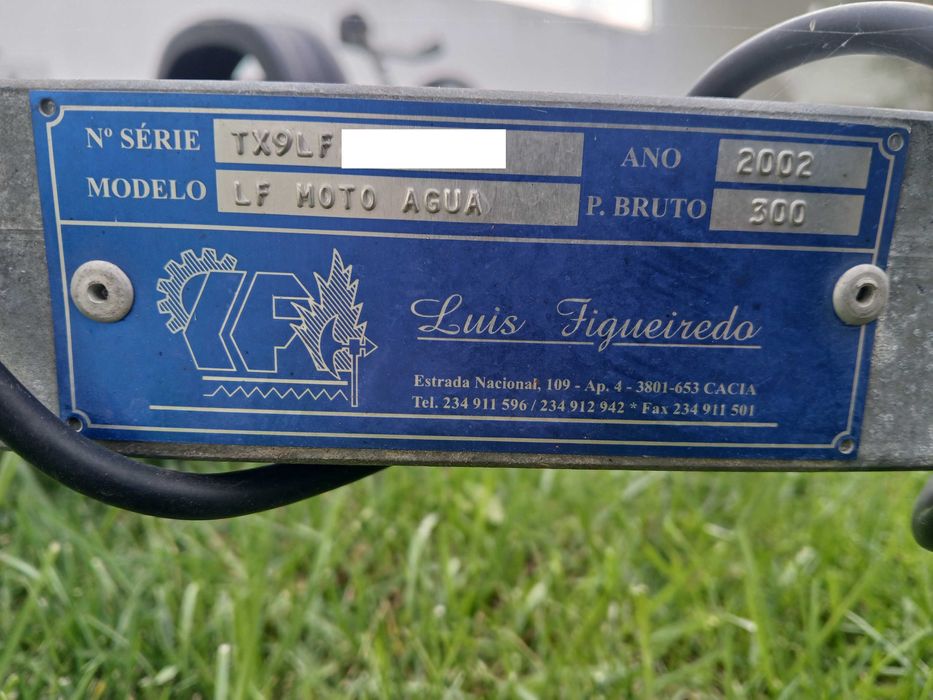 Nº SÉRIE TX9LF
MODELO LF MOTO AGUA
ANO 2002
P. BRUTO 300
LF
Luis Figueiredo
Estrada Nacional, 109 - Ap. 4 - 3801-653 CACIA
Tel. 234 911 596 / 234 912 942 * Fax 234 911 501